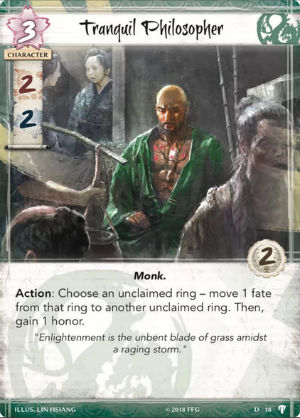 3
Tranquil Philosopher
CHARACTER
2
2
2
Monk.
Action: Choose an unclaimed ring – move 1 fate
from that ring to another unclaimed ring. Then,
gain 1 honor.
"Enlightenment is the unbent blade of grass amidst
a raging storm."
ILLUS. LIN HSIANG
© 2018 FFG
D 18